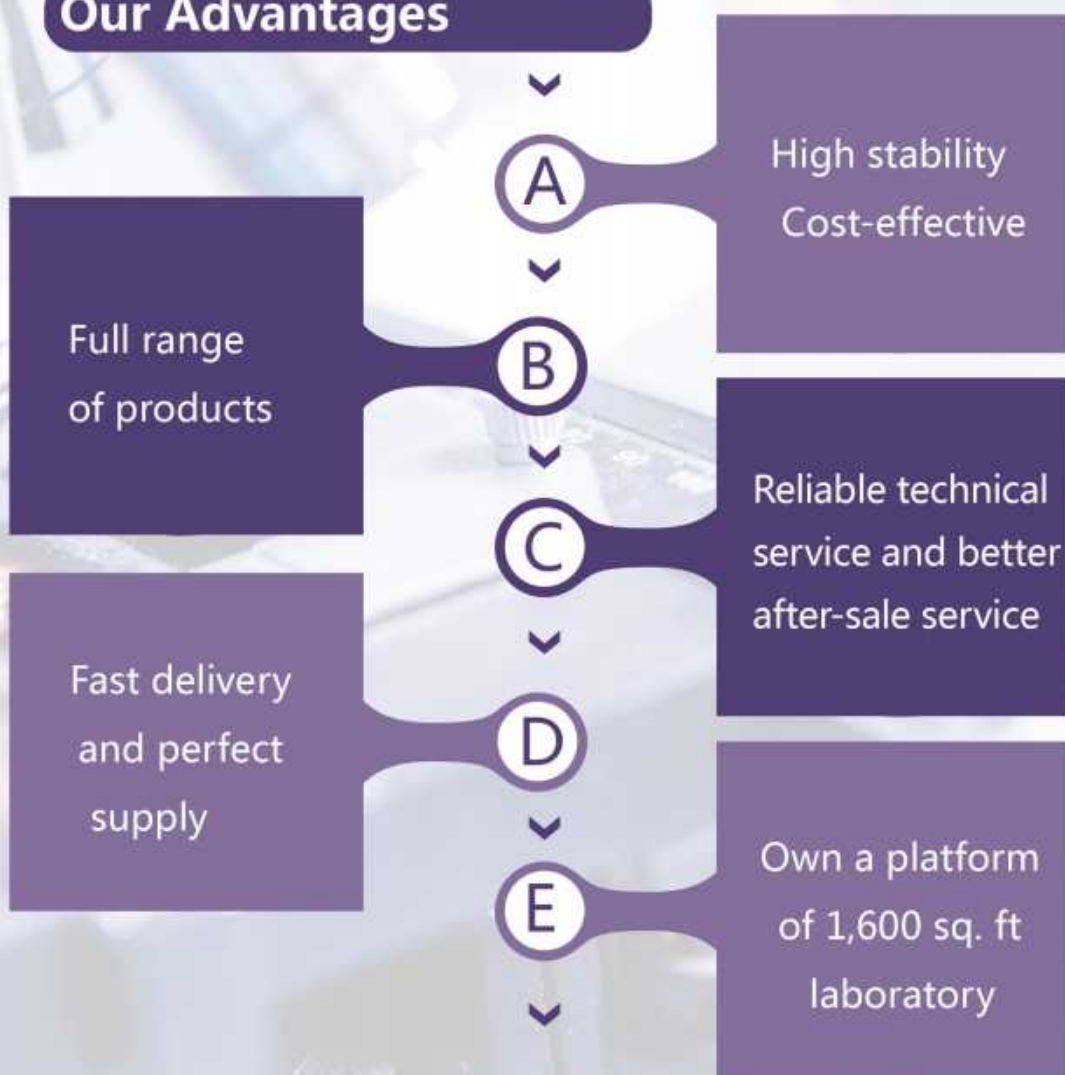 Our Advantages
A
High stability
Cost-effective
B
Full range
of products
C
Reliable technical
service and better
after-sale service
D
Fast delivery
and perfect
supply
E
Own a platform
of 1,600 sq. ft
laboratory